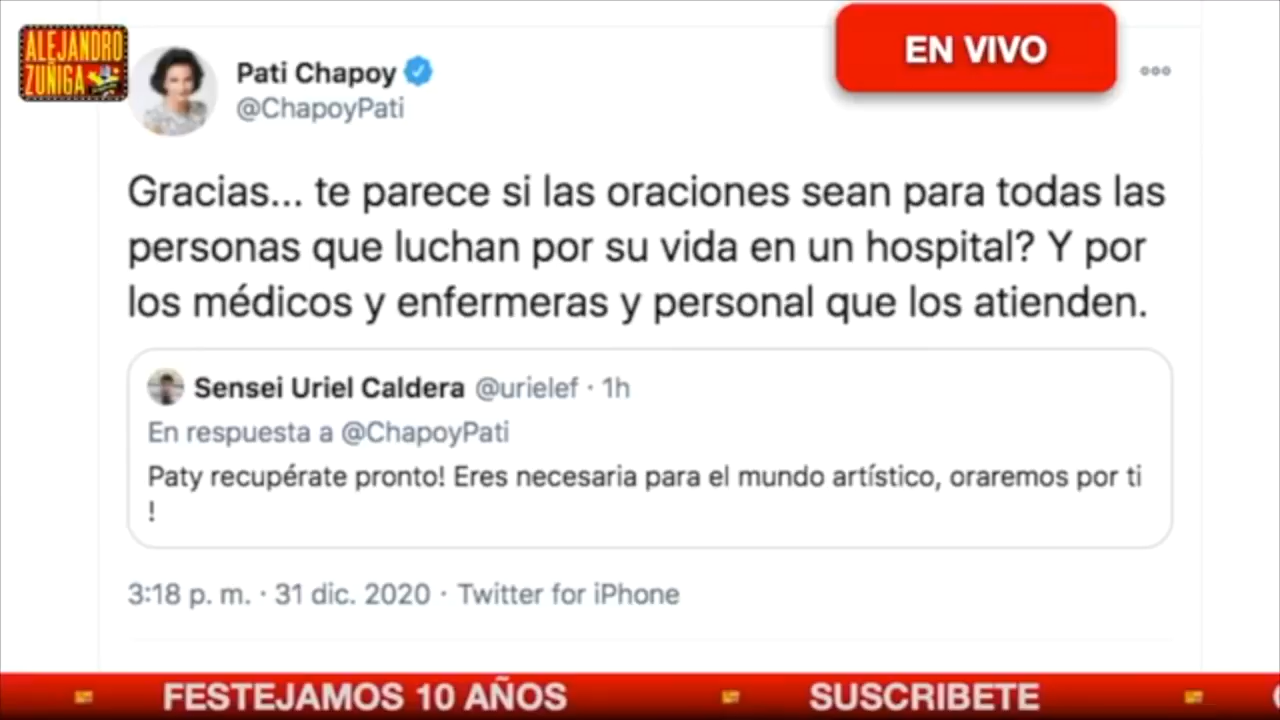 ALEJANDRO
ZUÑIGA
EN VIVO
Pati Chapoy
@ChapoyPati
Gracias... te parece si las oraciones sean para todas las
personas que luchan por su vida en un hospital? Y por
los médicos y enfermeras y personal que los atienden.
Sensei Uriel Caldera @urielef · 1h
En respuesta a @ChapoyPati
Paty recupérate pronto! Eres necesaria para el mundo artístico, oraremos por ti
!
3:18 p. m. · 31 dic. 2020 · Twitter for iPhone
FESTEJAMOS 10 AÑOS SUSCRIBETE